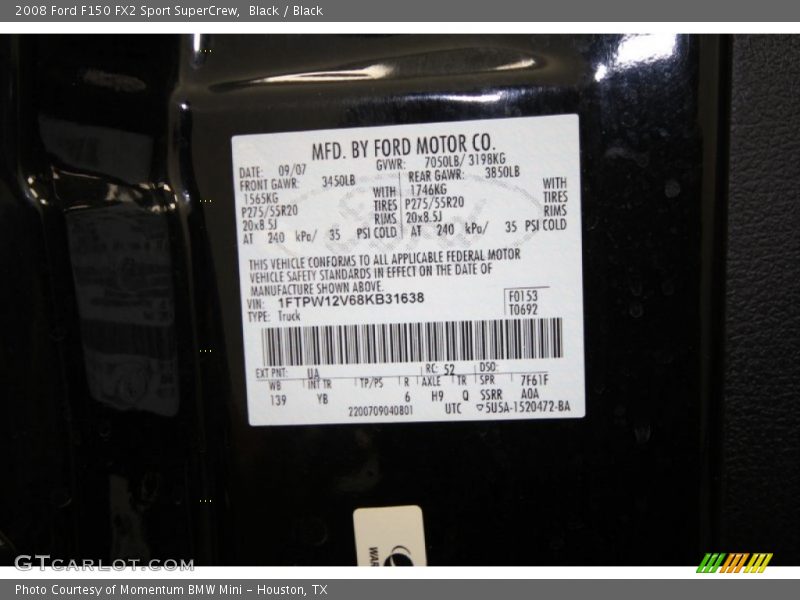 2008 Ford F150 FX2 Sport SuperCrew,  Black / Black
MFD. BY FORD MOTOR CO.
DATE: 09/07 GVWR: 7050LB/ 3198KG
FRONT GAWR: 3450LB REAR GAWR: 3850LB
1565KG WITH 1746KG WITH
P275/55R20 TIRES P275/55R20 TIRES
20x8.5J RIMS 20x8.5J RIMS
AT 240 kPa/ 35 PSI COLD AT 240 kPa/ 35 PSI COLD
THIS VEHICLE CONFORMS TO ALL APPLICABLE FEDERAL MOTOR
VEHICLE SAFETY STANDARDS IN EFFECT ON THE DATE OF
MANUFACTURE SHOWN ABOVE.
VIN: 1FTPW12V68KB31638 F0153
TYPE: Truck T0692
EXT PNT: UA RC: 52 DSO:
WB INT TR TP/PS R AXLE TR SPR 7F61F
139 YB 6 H9 Q SSRR AOA
2200709040801 UTC ▽5U5A-1520472-BA
WAR
GTCARLOT.COM
Photo Courtesy of Momentum BMW Mini - Houston, TX